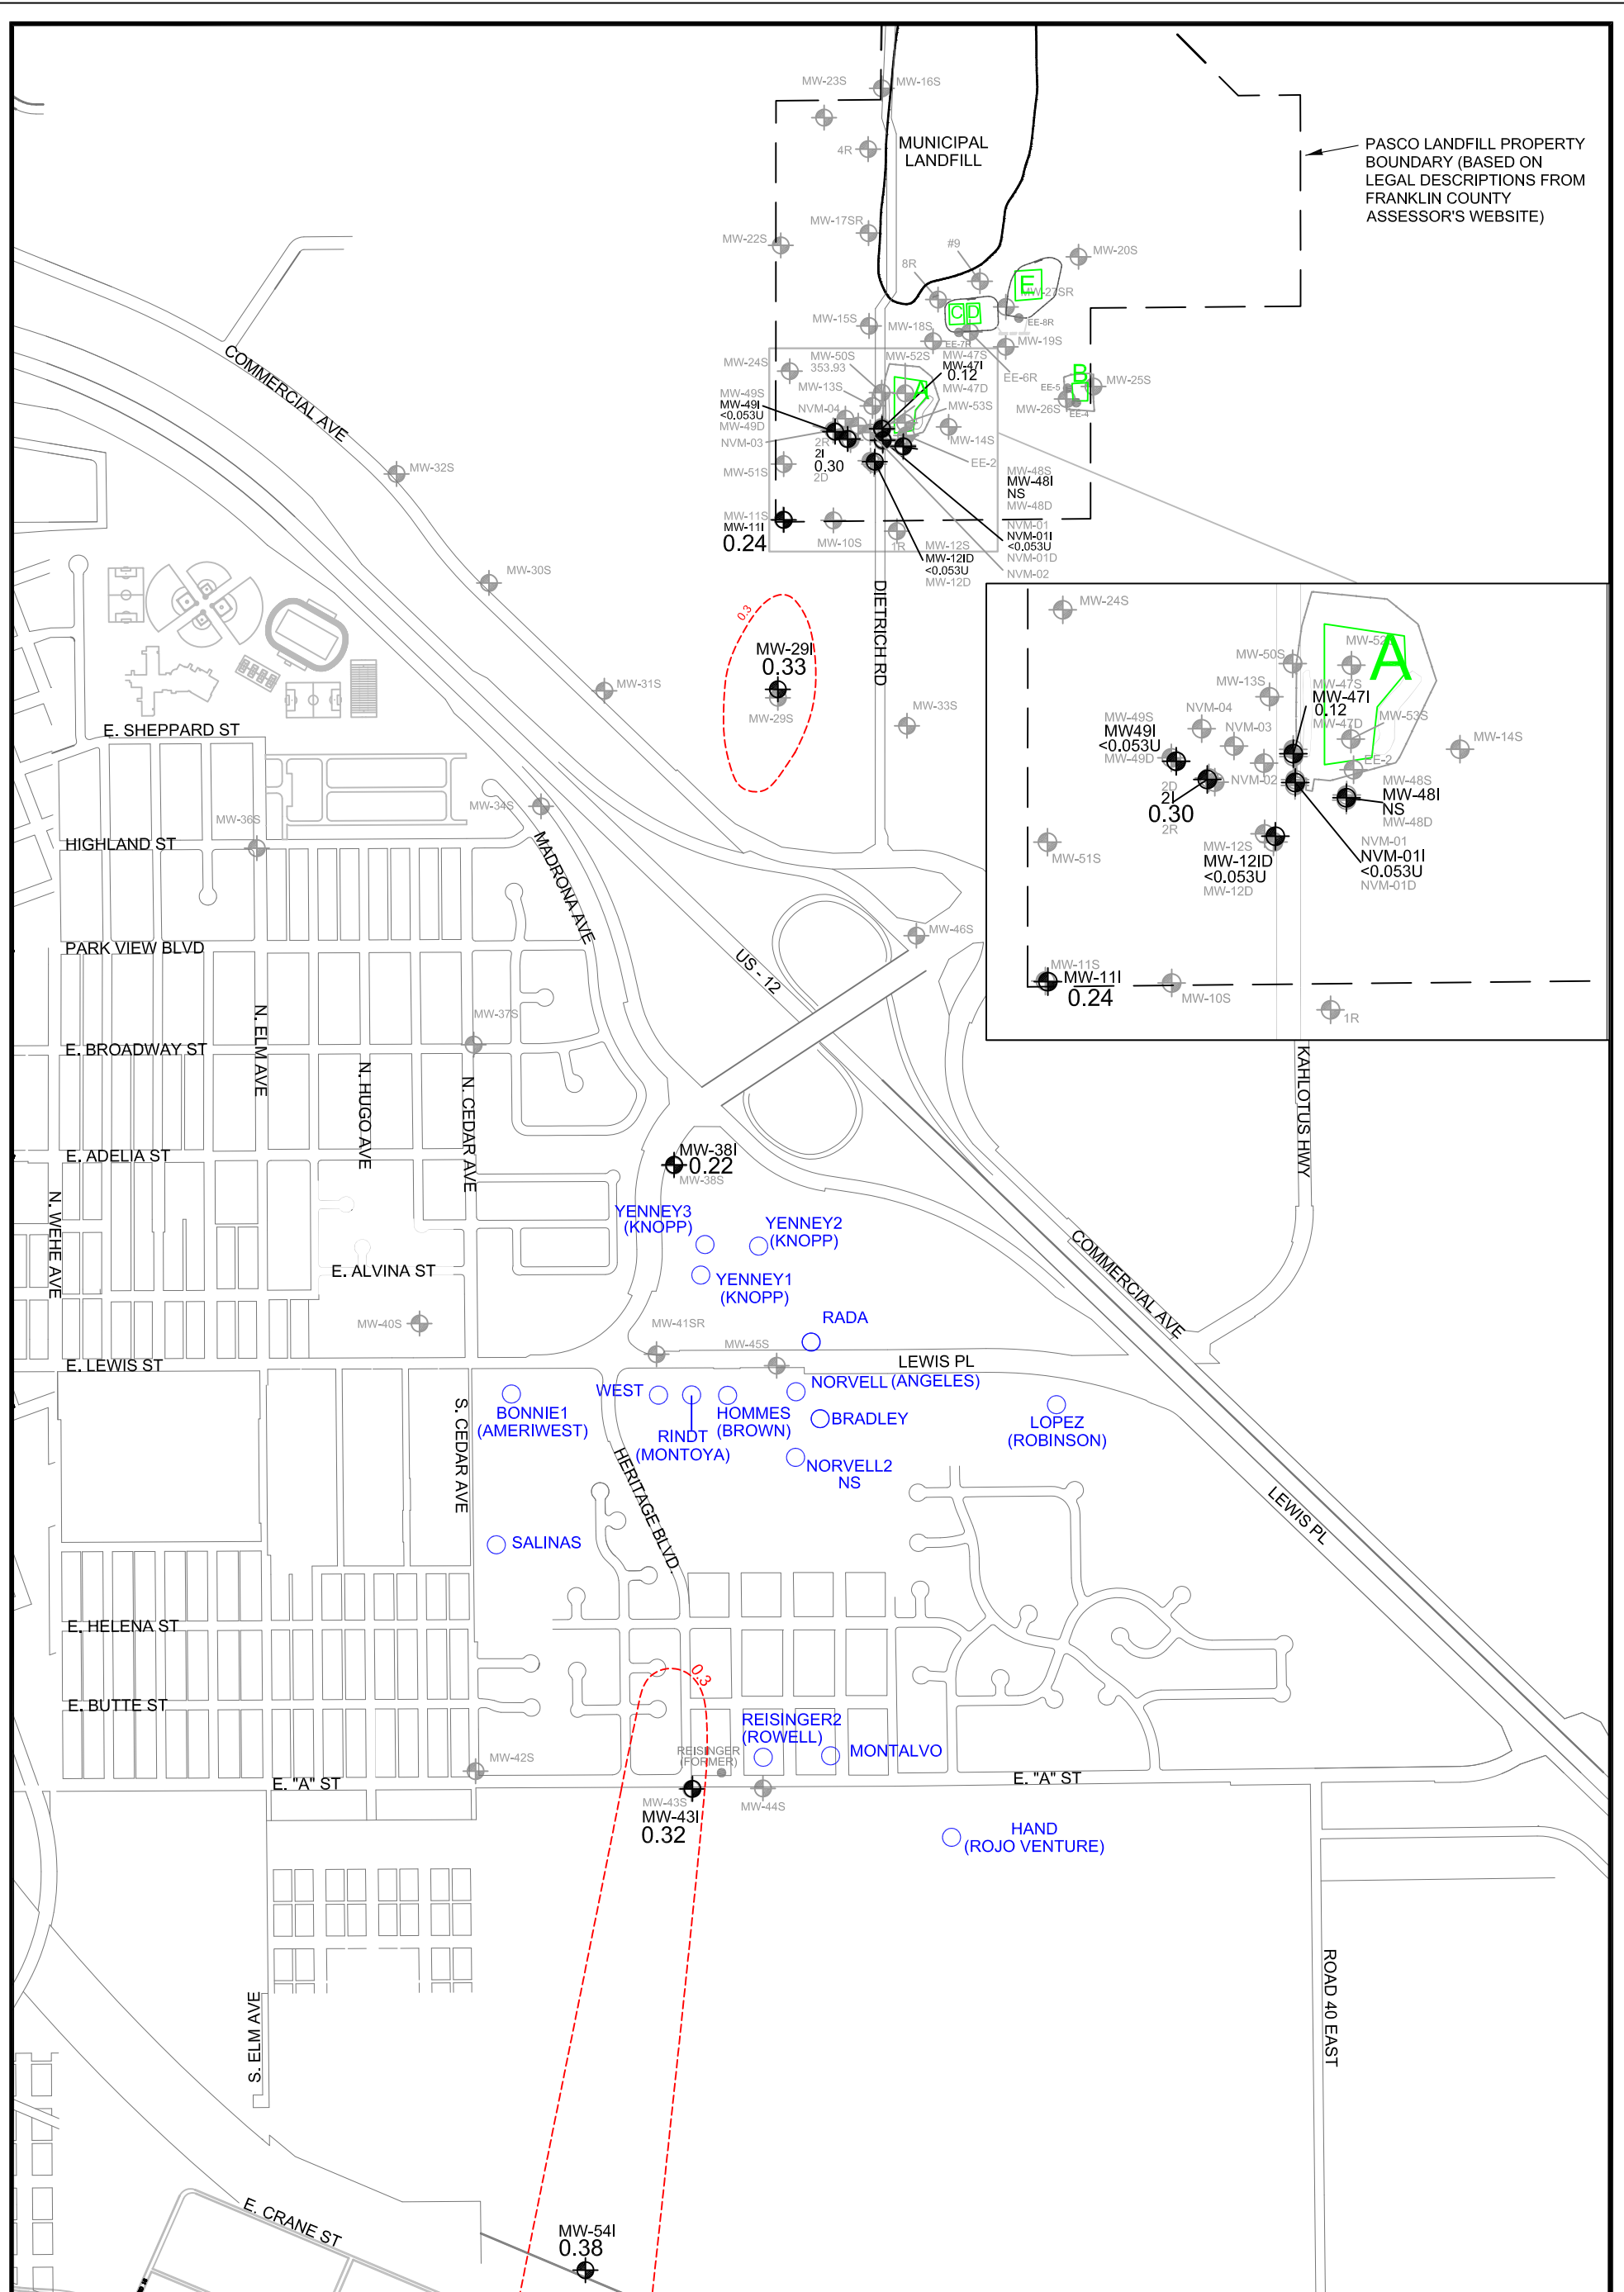 MW-23S
MW-16S
4R
MUNICIPAL
LANDFILL
PASCO LANDFILL PROPERTY
BOUNDARY (BASED ON
LEGAL DESCRIPTIONS FROM
FRANKLIN COUNTY
ASSESSOR'S WEBSITE)
MW-17SR
MW-22S
#9
8R
MW-20S
E
MW-27SR
C
D
EE-8R
MW-15S
MW-18S
EE-7R
MW-19S
MW-24S
MW-50S
353.93
MW-52S
MW-47S
MW-47I
0.12
MW-47D
EE-6R
B
EE-5
MW-25S
MW-26S
EE-4
MW-13S
A
MW-49S
MW-49I
<0.053U
MW-49D
NVM-04
MW-53S
NVM-03
2R
2I
0.30
2D
MW-14S
EE-2
MW-51S
MW-48S
MW-48I
NS
MW-48D
MW-11S
MW-11I
0.24
MW-10S
1R
MW-12S
MW-12ID
<0.053U
MW-12D
NVM-01
NVM-01I
<0.053U
NVM-01D
NVM-02
COMMERCIAL AVE
MW-32S
MW-30S
DIETRICH RD
0.3
MW-29I
0.33
MW-29S
MW-31S
MW-33S
MW-24S
MW-52
A
MW-50S
MW-13S
MW-47S
MW-47I
0.12
MW-47D
MW-53S
NVM-04
MW-49S
MW49I
<0.053U
MW-49D
NVM-03
MW-14S
EE-2
NVM-02
2D
2I
0.30
2R
MW-48S
MW-48I
NS
MW-48D
MW-51S
MW-12S
MW-12ID
<0.053U
MW-12D
NVM-01
NVM-01I
<0.053U
NVM-01D
MW-11S
MW-11I
0.24
MW-10S
1R
E. SHEPPARD ST
MW-34S
MW-36S
HIGHLAND ST
MADRONA AVE
PARK VIEW BLVD
US - 12
MW-46S
N. ELM AVE
MW-37S
E. BROADWAY ST
N. HUGO AVE
N. CEDAR AVE
KAHLOTUS HWY
E. ADELIA ST
MW-38I
0.22
MW-38S
N. WEHE AVE
YENNEY3
(KNOPP)
YENNEY2
(KNOPP)
E. ALVINA ST
YENNEY1
(KNOPP)
COMMERCIAL AVE
RADA
MW-40S
MW-41SR
MW-45S
E. LEWIS ST
LEWIS PL
NORVELL (ANGELES)
WEST
BONNIE1
(AMERIWEST)
RINDT
(MONTOYA)
HOMMES
(BROWN)
BRADLEY
LOPEZ
(ROBINSON)
S. CEDAR AVE
HERITAGE BLVD.
NORVELL2
NS
LEWIS PL
SALINAS
E. HELENA ST
0.3
E. BUTTE ST
REISINGER2
(ROWELL)
REISINGER
(FORMER)
MONTALVO
MW-42S
E. "A" ST
E. "A" ST
MW-43S
MW-43I
0.32
MW-44S
HAND
(ROJO VENTURE)
ROAD 40 EAST
S. ELM AVE
E. CRANE ST
MW-54I
0.38